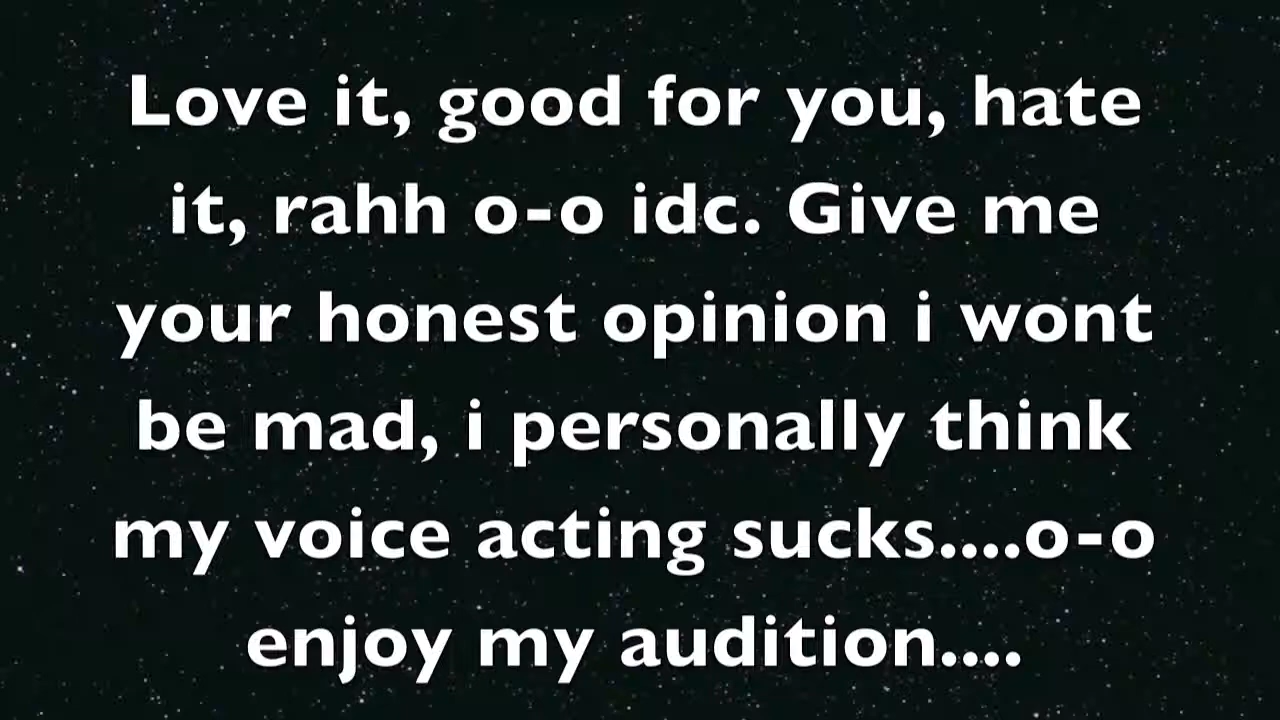 Love it, good for you, hate
it, rahh o-o idc. Give me
your honest opinion i wont
be mad, i personally think
my voice acting sucks....o-o
enjoy my audition....